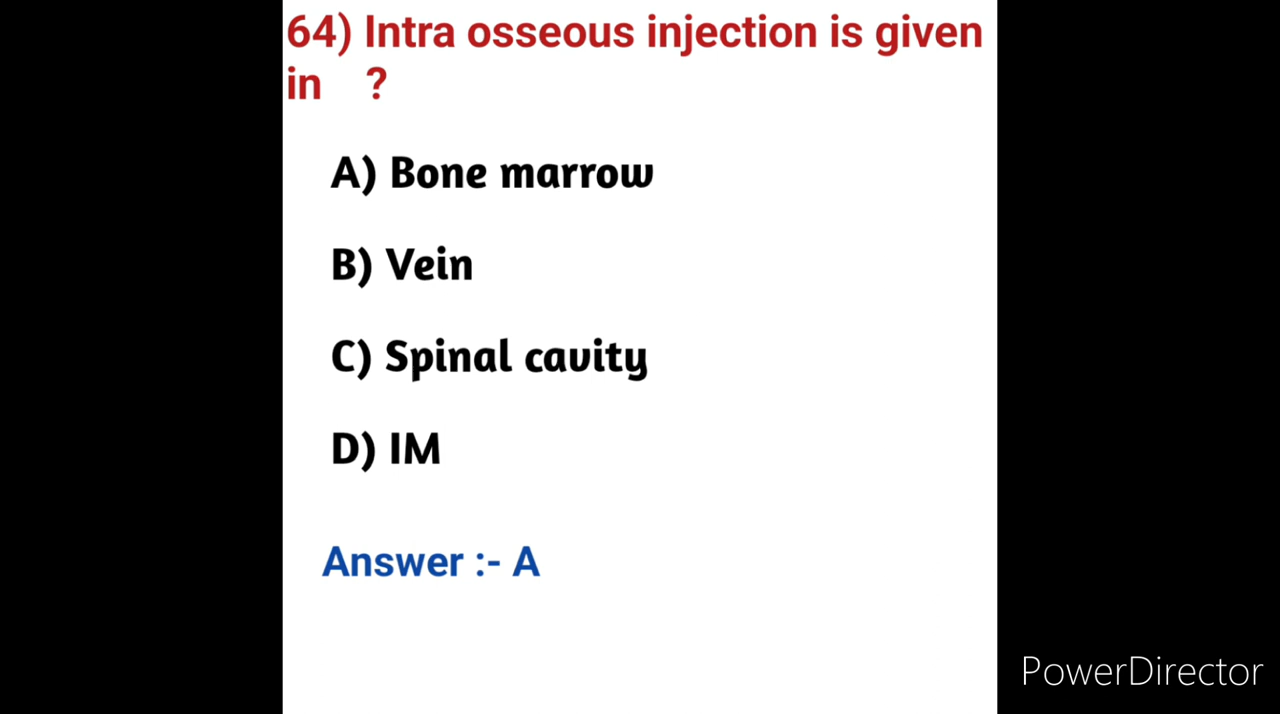 64) Intra osseous injection is given
in ?
A) Bone marrow
B) Vein
C) Spinal cavity
D) IM
Answer :- A
PowerDirector